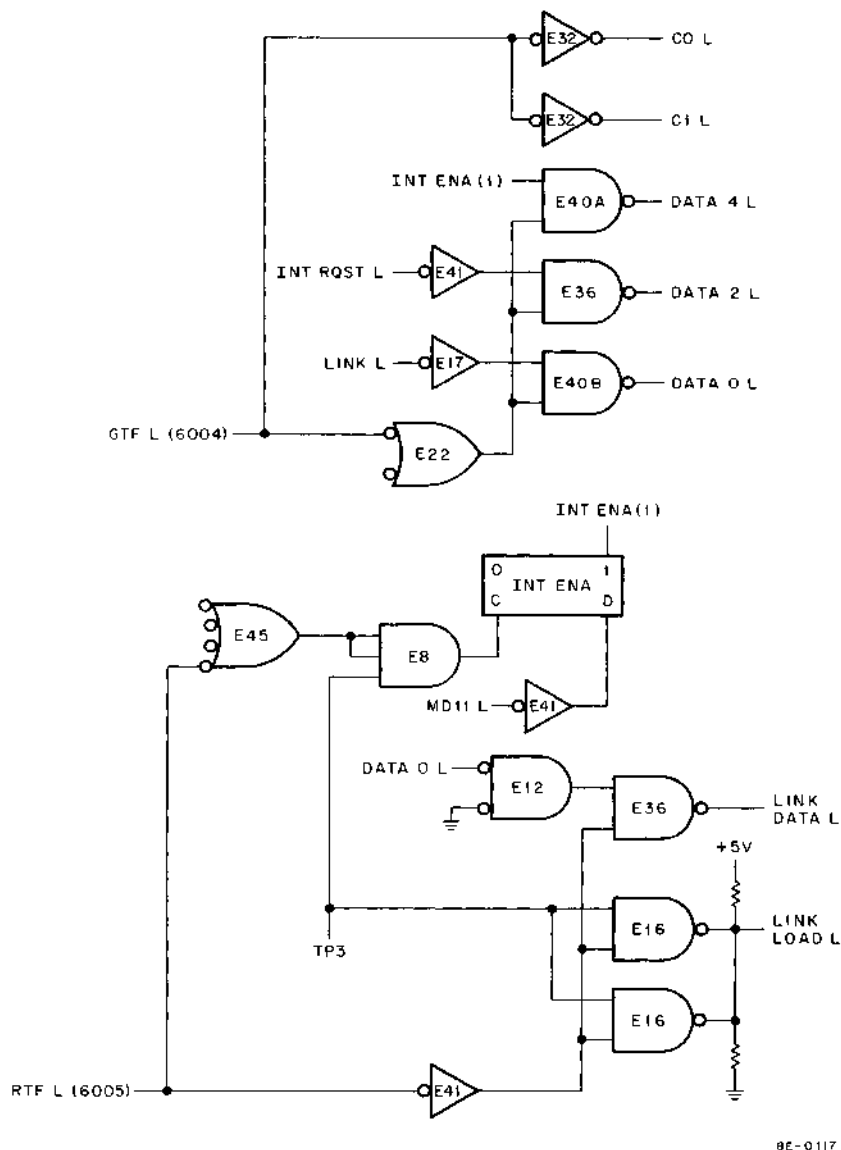 E32
C0 L
E32
C1 L
INT ENA(1)
E40A
DATA 4 L
INT RQST L
E41
E36
DATA 2 L
LINK L
E17
E40B
DATA 0 L
GTF L (6004)
E22
INT ENA(1)
0 1
INT ENA
C D
E45
E8
MD11 L
E41
DATA 0 L
E12
E36
LINK
DATA L
+5V
TP3
E16
LINK
LOAD L
E16
RTF L (6005)
E41
8E-0117